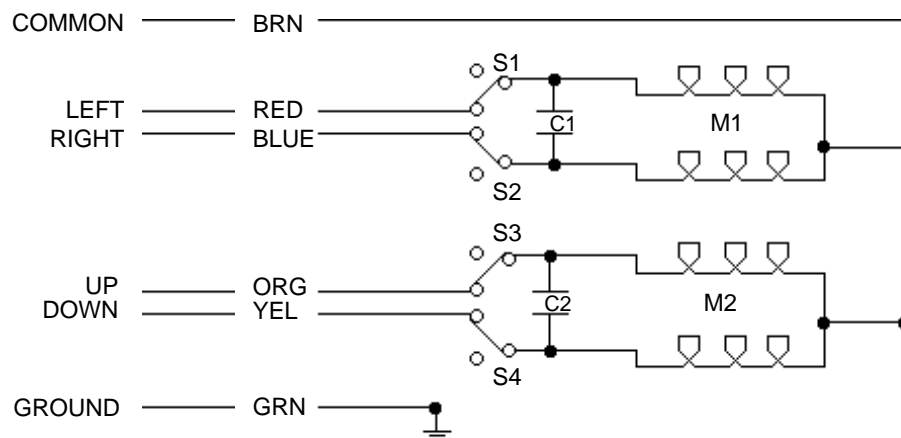 COMMON BRN
S1
LEFT RED
C1 M1
RIGHT BLUE
S2
S3
UP ORG
C2 M2
DOWN YEL
S4
GROUND GRN